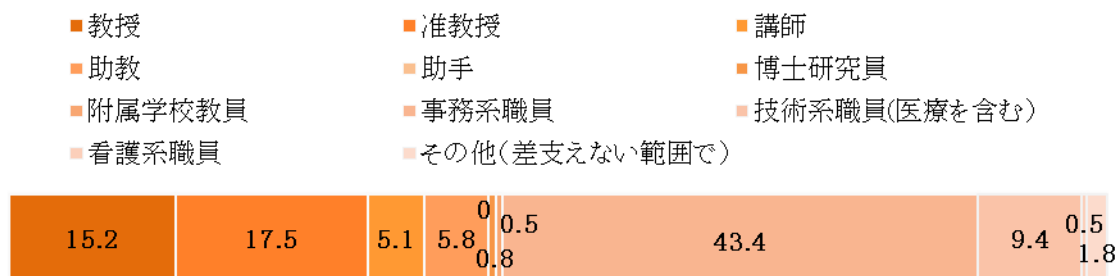 教授 准教授 講師
助教 助手 博士研究員
附属学校教員 事務系職員 技術系職員(医療を含む)
看護系職員 その他(差支えない範囲で)
15.2 17.5 5.1 5.8 0 0.8 0.5 43.4 9.4 0.5 1.8